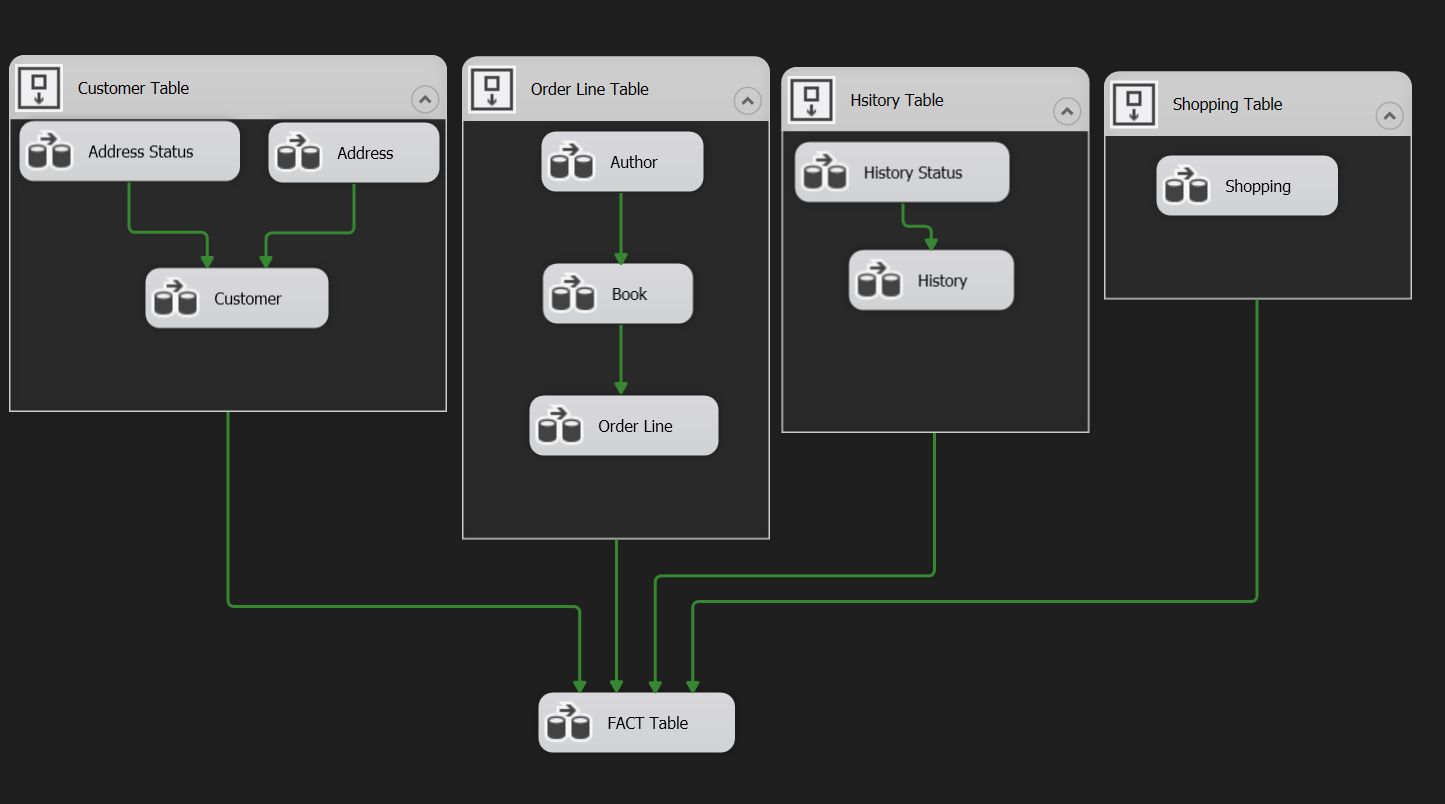 Customer Table
Address Status
Address
Customer
Order Line Table
Author
Book
Order Line
Hsitory Table
History Status
History
Shopping Table
Shopping
FACT Table